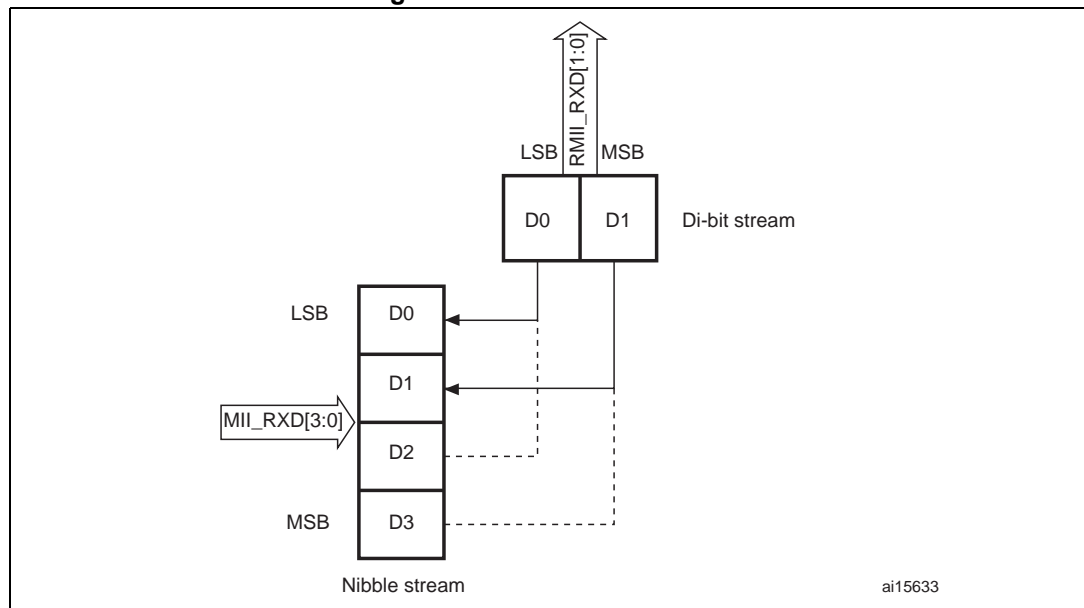 RMII_RXD[1:0]
LSB MSB
D0 D1 Di-bit stream
LSB D0
D1
MII_RXD[3:0]
D2
MSB D3
Nibble stream ai15633